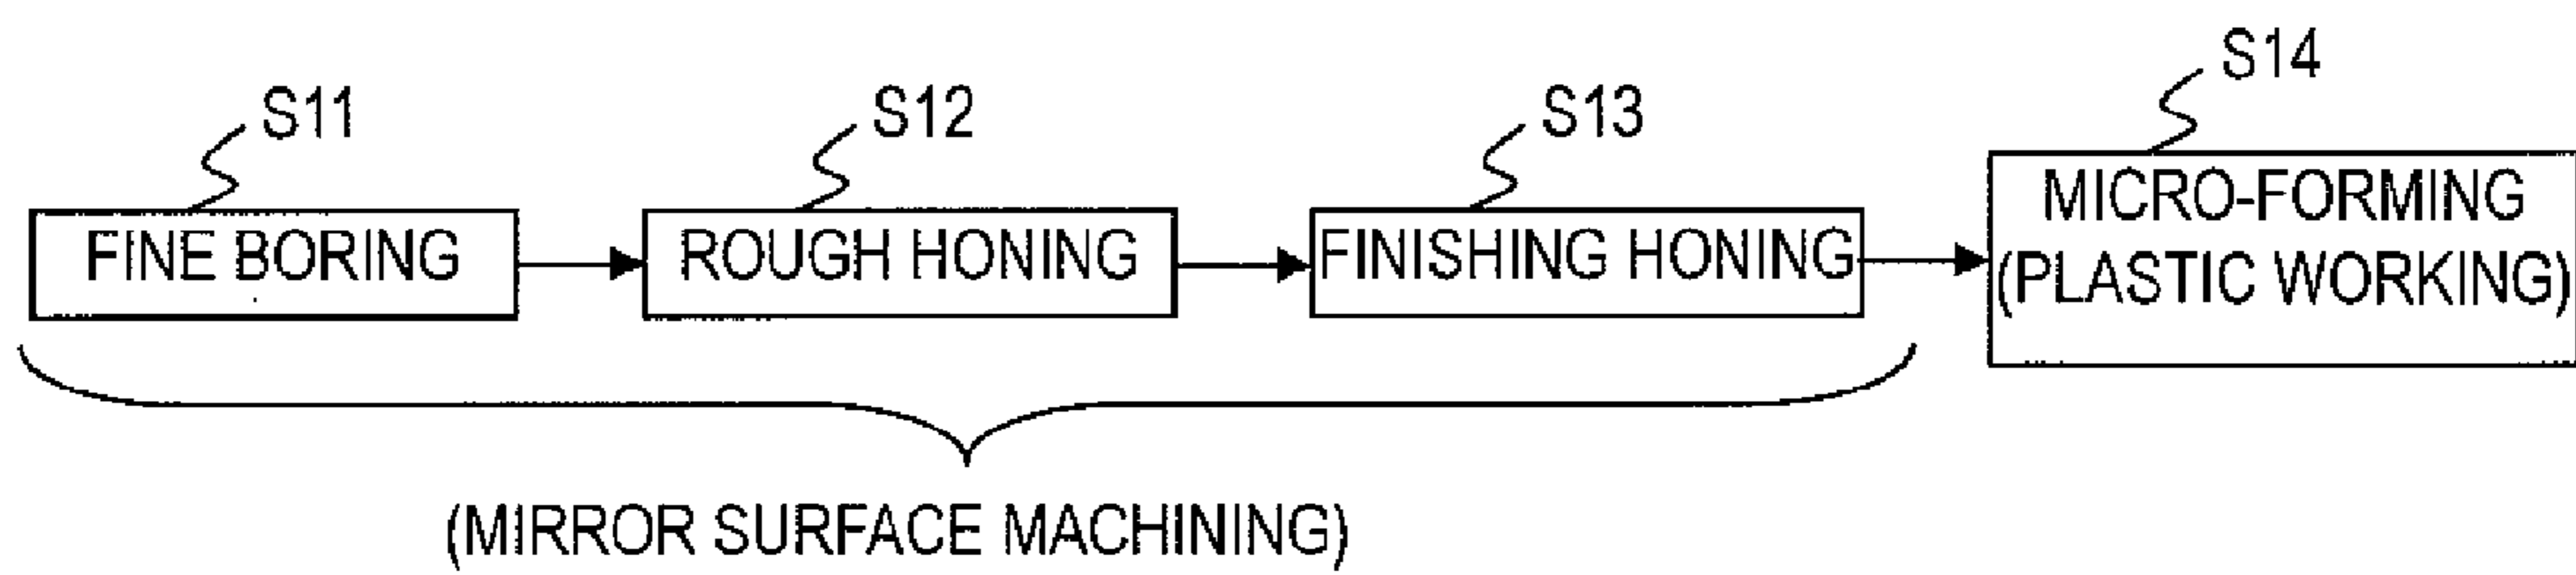 S11
S12
S13
S14
FINE BORING
ROUGH HONING
FINISHING HONING
MICRO-FORMING
(PLASTIC WORKING)
(MIRROR SURFACE MACHINING)